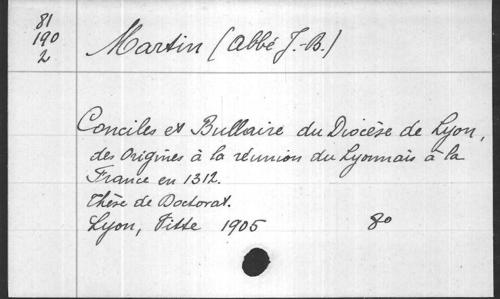 81
190
2
Martin (Abbé J.-B.)
Conciles et Bullaire du Diocèse de Lyon,
des Origines à la réunion du Lyonnais à la
France en 1312.
Thèse de Doctorat.
Lyon, Vitte 1905 8o